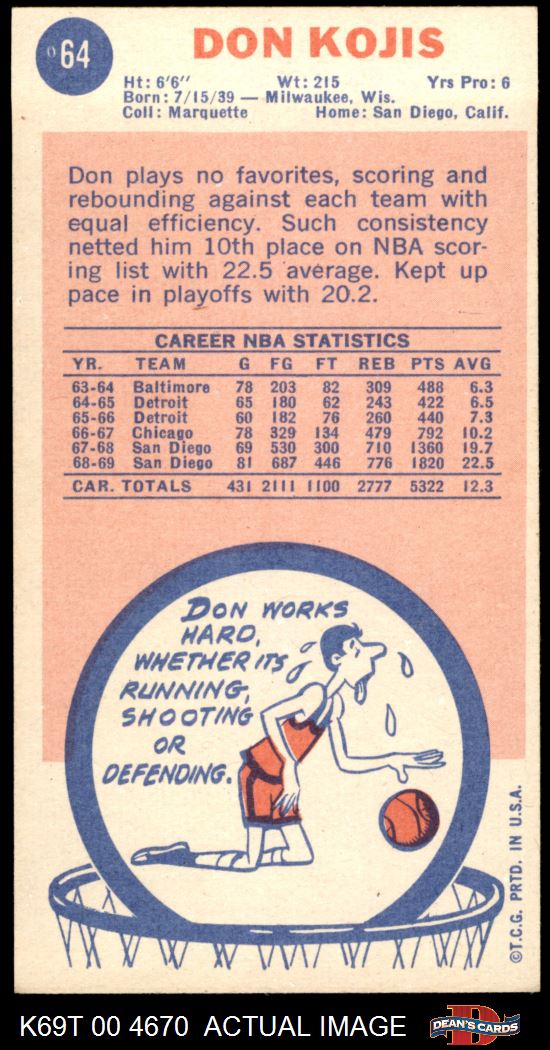 64
DON KOJIS
Ht: 6'6" Wt: 215 Yrs Pro: 6
Born: 7/15/39 — Milwaukee, Wis.
Coll: Marquette Home: San Diego, Calif.
Don plays no favorites, scoring and
rebounding against each team with
equal efficiency. Such consistency
netted him 10th place on NBA scor-
ing list with 22.5 average. Kept up
pace in playoffs with 20.2.
CAREER NBA STATISTICS
YR. TEAM G FG FT REB PTS AVG
63-64 Baltimore 78 203 82 309 488 6.3
64-65 Detroit 65 180 62 243 422 6.5
65-66 Detroit 60 182 76 260 440 7.3
66-67 Chicago 78 329 134 479 792 10.2
67-68 San Diego 69 530 300 710 1360 19.7
68-69 San Diego 81 687 446 776 1820 22.5
CAR. TOTALS 431 2111 1100 2777 5322 12.3
DON WORKS
HARD,
WHETHER ITS
RUNNING,
SHOOTING
OR
DEFENDING.
©T.C.G. PRTD. IN U.S.A.
K69T 00 4670 ACTUAL IMAGE
D
DEAN'S CARDS